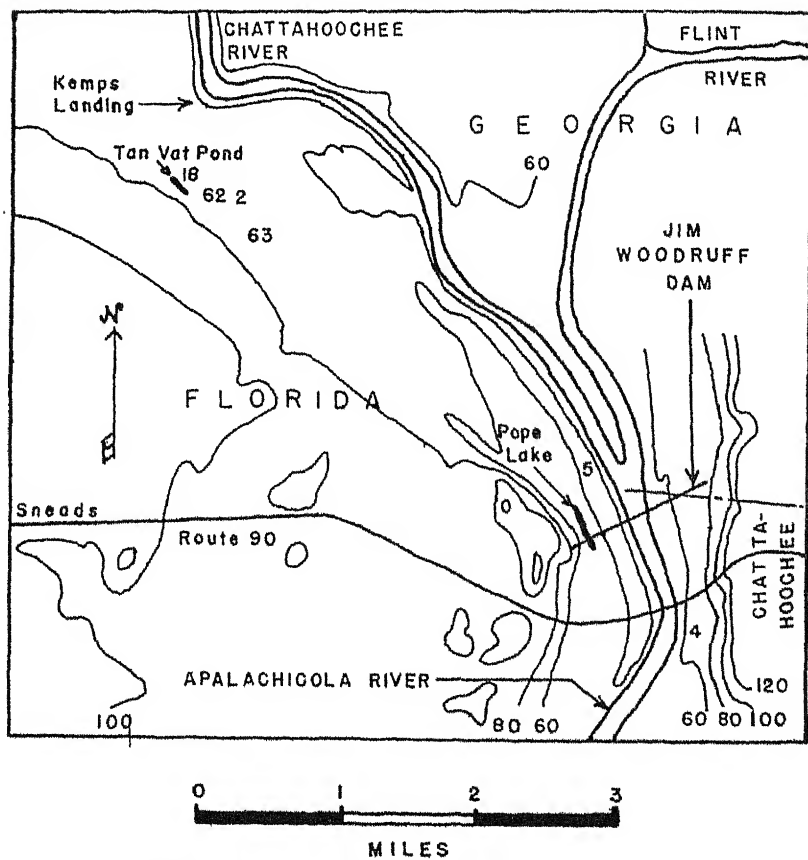 CHATTAHOOCHEE
RIVER
FLINT
RIVER
Kemps
Landing
GEORGIA
Tan Vat Pond
18
62 2
63
60
JIM
WOODRUFF
DAM
N
FLORIDA
Pope
Lake
5
Sneads
Route 90
CHATTA-
HOOCHEE
4
APALACHICOLA RIVER
120
100
80 60
60 80 100
0 1 2 3
MILES